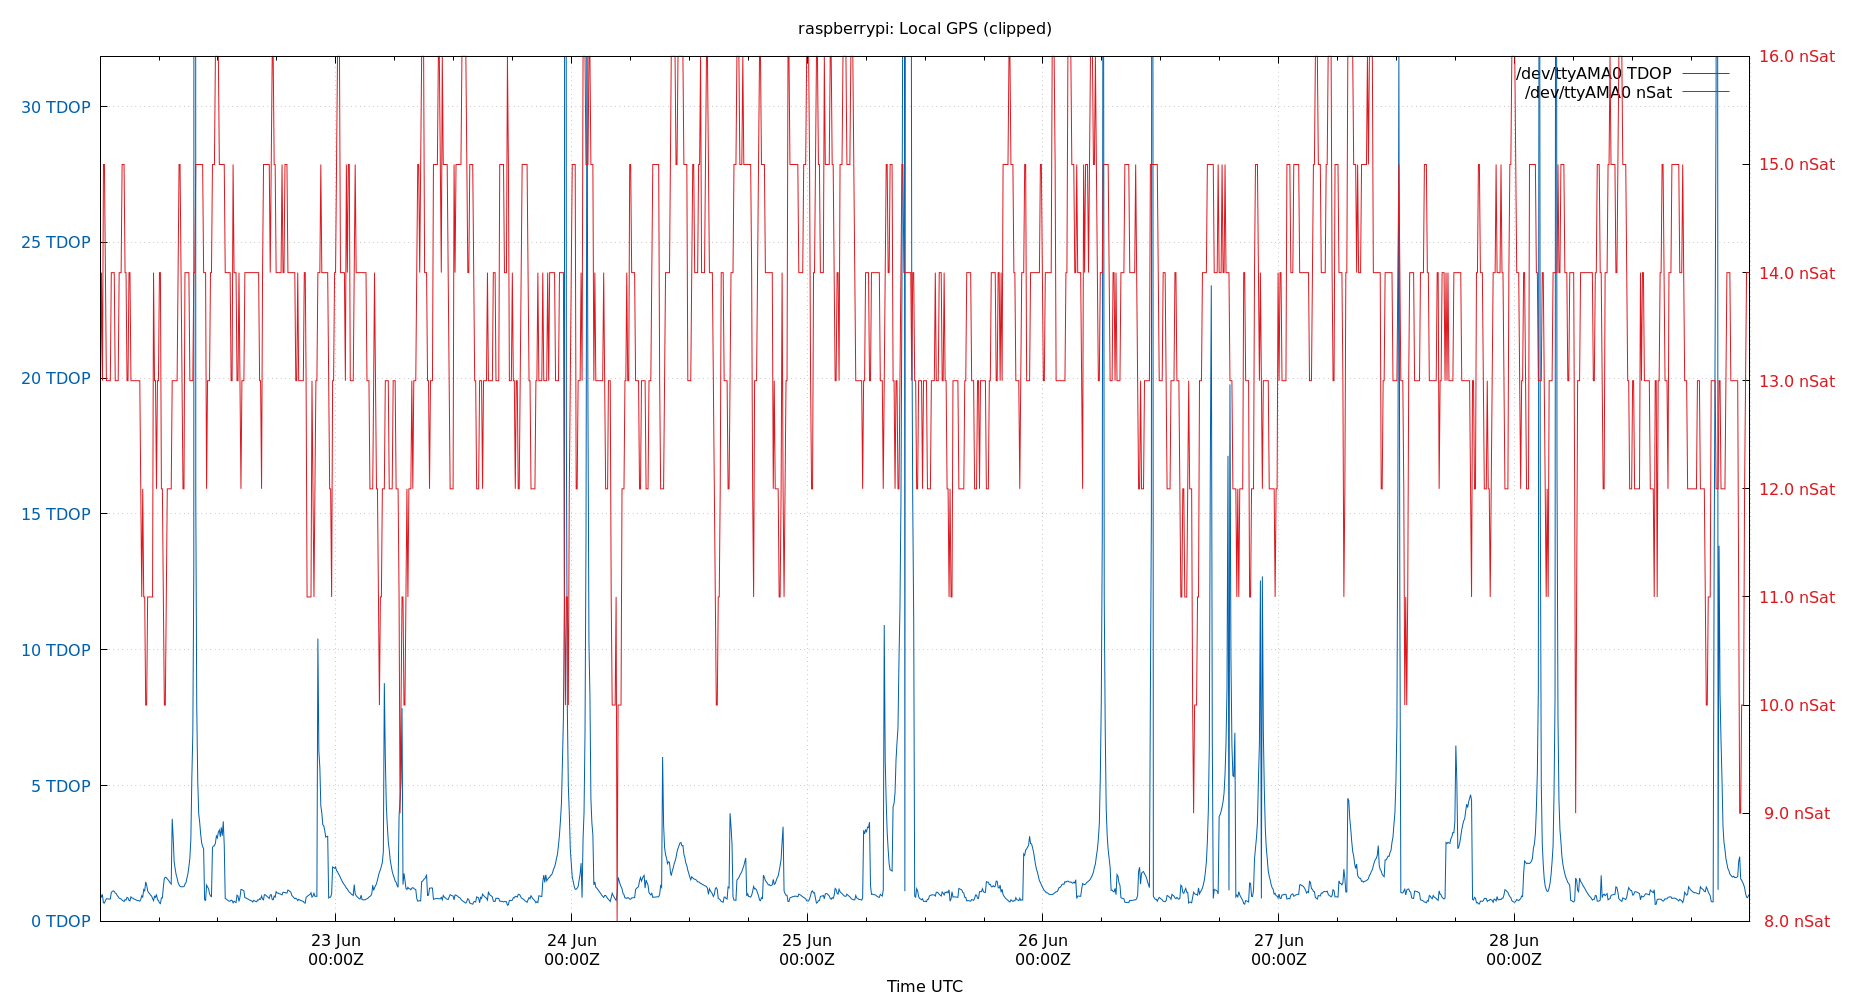 raspberrypi: Local GPS (clipped)
/dev/ttyAMA0 TDOP
/dev/ttyAMA0 nSat
30 TDOP
25 TDOP
20 TDOP
15 TDOP
10 TDOP
5 TDOP
0 TDOP
16.0 nSat
15.0 nSat
14.0 nSat
13.0 nSat
12.0 nSat
11.0 nSat
10.0 nSat
9.0 nSat
8.0 nSat
23 Jun
00:00Z
24 Jun
00:00Z
25 Jun
00:00Z
26 Jun
00:00Z
27 Jun
00:00Z
28 Jun
00:00Z
Time UTC